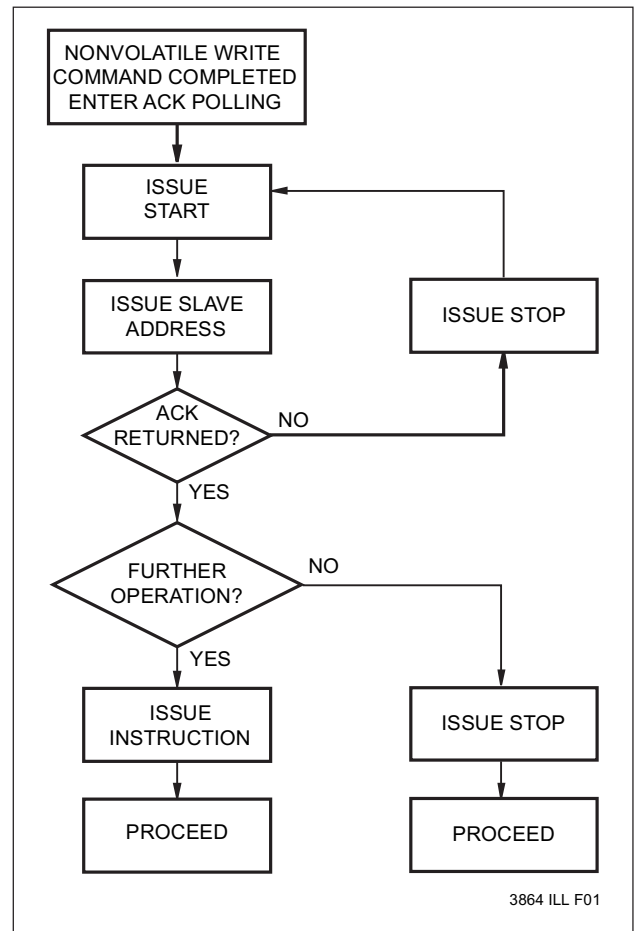 NONVOLATILE WRITE
COMMAND COMPLETED
ENTER ACK POLLING
ISSUE
START
ISSUE SLAVE
ADDRESS
ISSUE STOP
ACK
RETURNED?
NO
YES
FURTHER
OPERATION?
NO
YES
ISSUE
INSTRUCTION
ISSUE STOP
PROCEED
PROCEED
3864 ILL F01